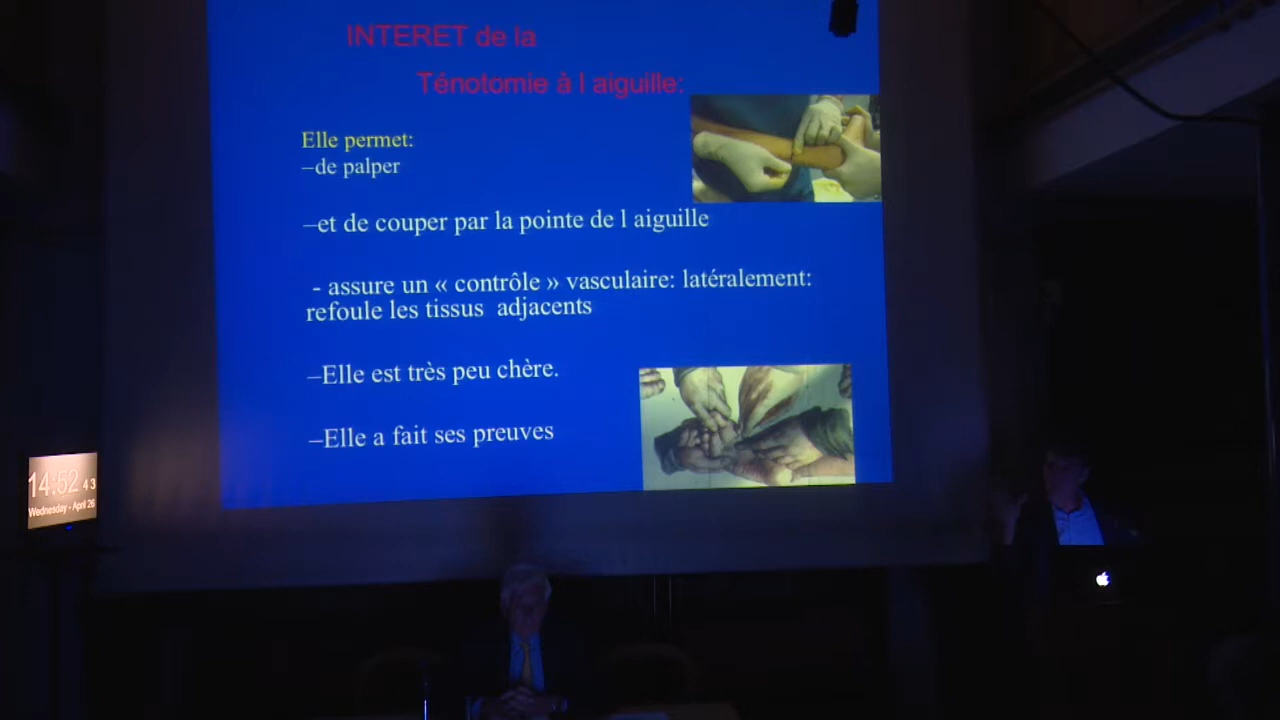 INTERET de la
Ténotomie à l aiguille:
Elle permet:
–de palper
–et de couper par la pointe de l aiguille
- assure un « contrôle » vasculaire: latéralement:
refoule les tissus adjacents
–Elle est très peu chère.
–Elle a fait ses preuves
14:52 43
Wednesday - April 26